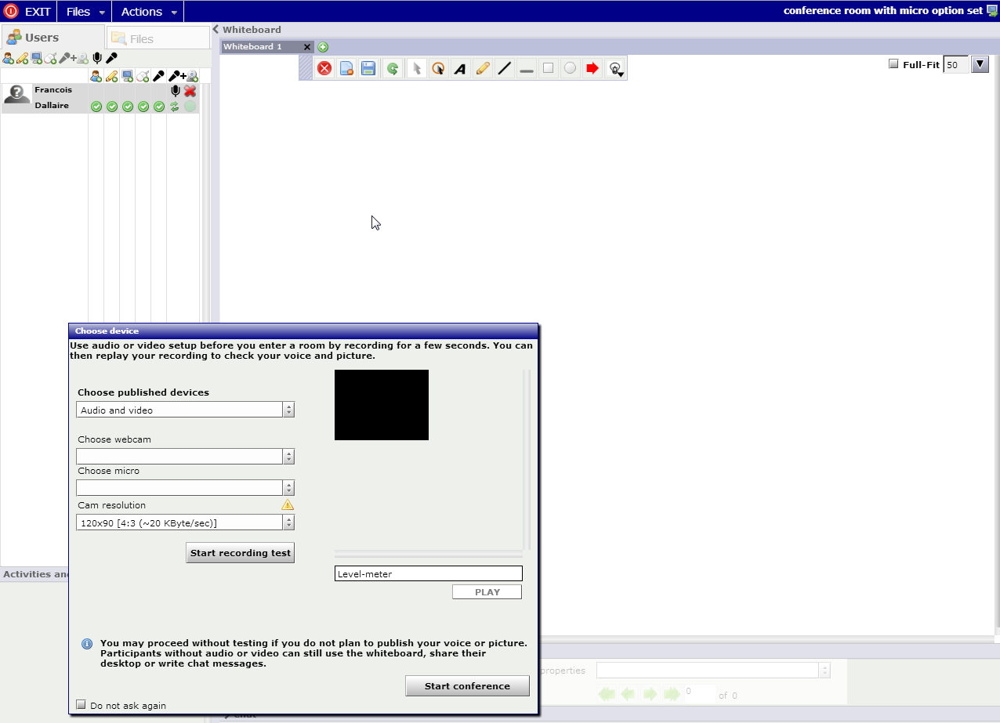 EXIT Files Actions conference room with micro option set
Users Files
Whiteboard
Whiteboard 1
Full-Fit 50
Francois
Dallaire
Choose device
Use audio or video setup before you enter a room by recording for a few seconds. You can
then replay your recording to check your voice and picture.
Choose published devices
Audio and video
Choose webcam
Choose micro
Cam resolution
120x90 [4:3 (~20 KByte/sec)]
Start recording test
Level-meter
PLAY
Activities and
You may proceed without testing if you do not plan to publish your voice or picture.
Participants without audio or video can still use the whiteboard, share their
desktop or write chat messages.
Start conference
Do not ask again
properties
0 of 0
Chat